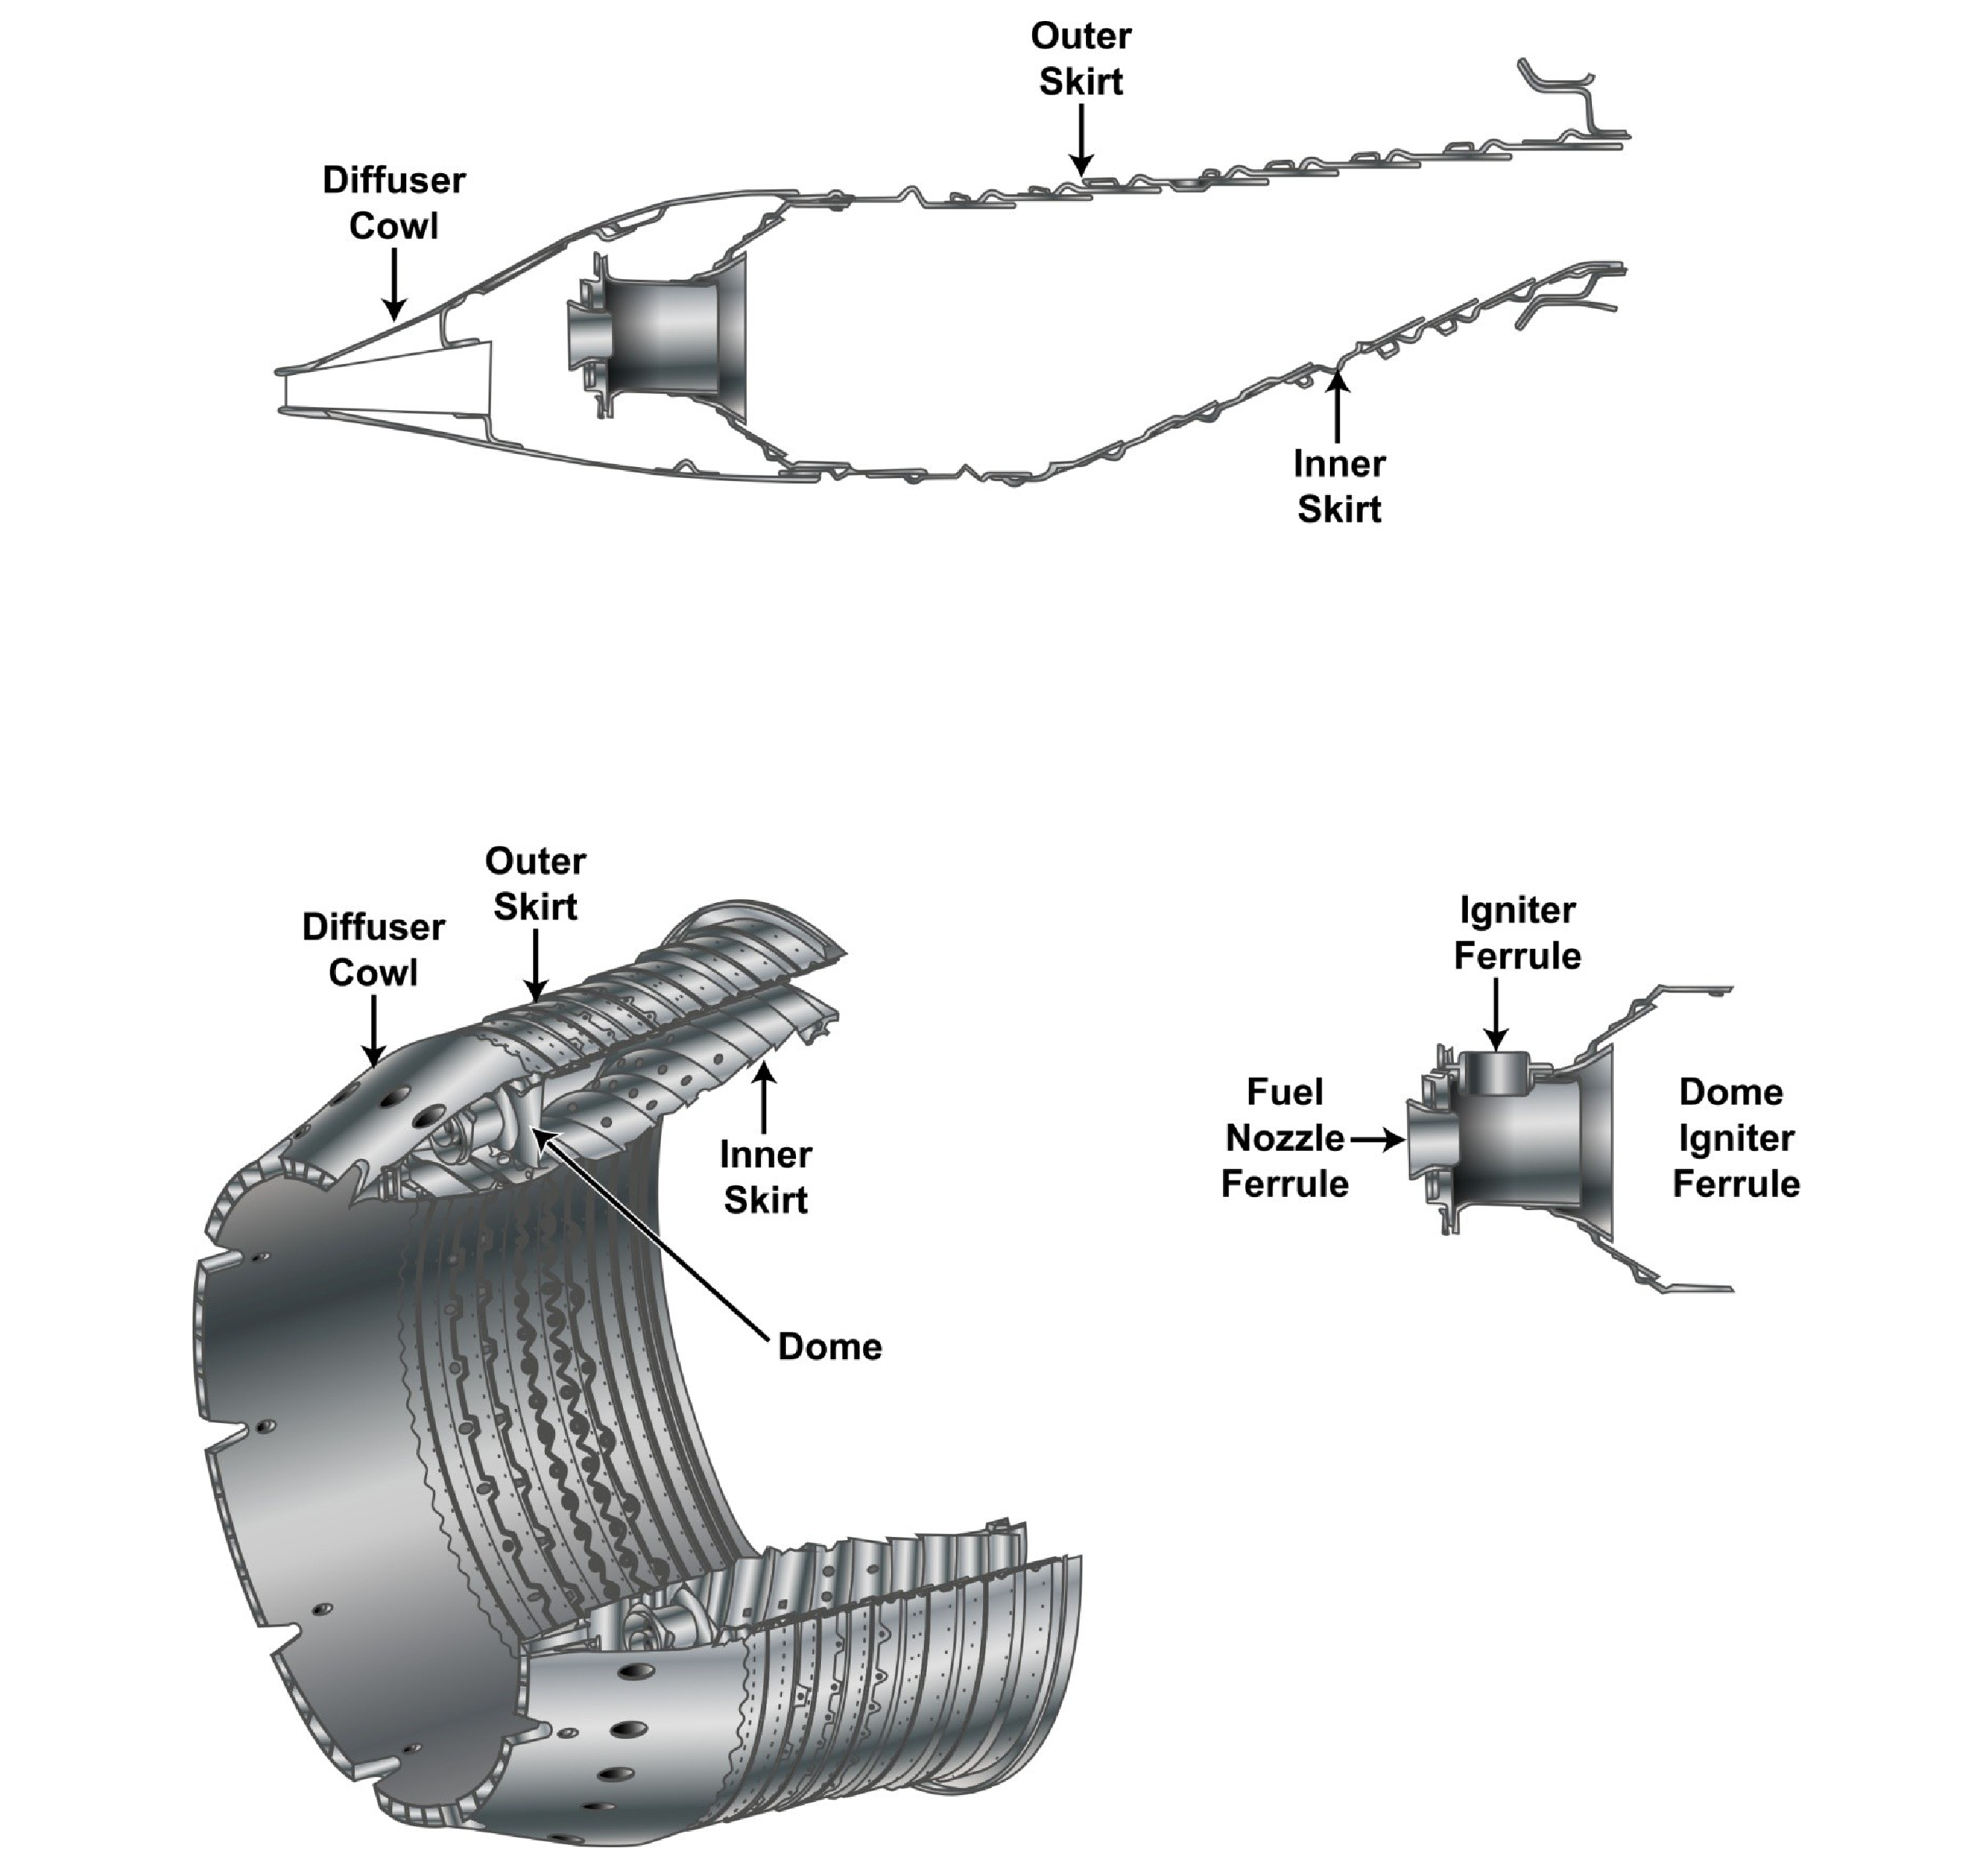 Outer
Skirt
Diffuser
Cowl
Inner
Skirt
Outer
Skirt
Diffuser
Cowl
Inner
Skirt
Dome
Igniter
Ferrule
Fuel
Nozzle
Ferrule
Dome
Igniter
Ferrule